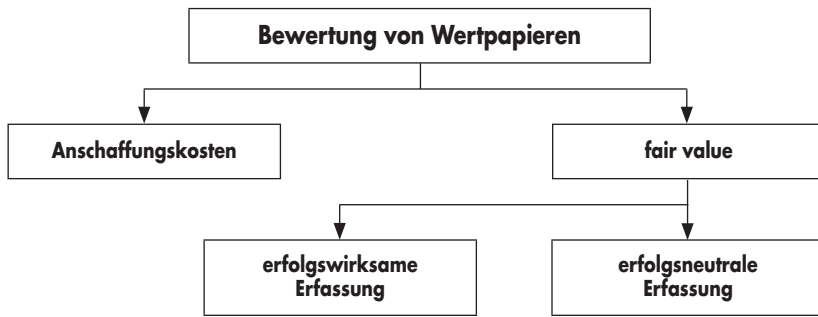 Bewertung von Wertpapieren
Anschaffungskosten
fair value
erfolgswirksame
Erfassung
erfolgsneutrale
Erfassung